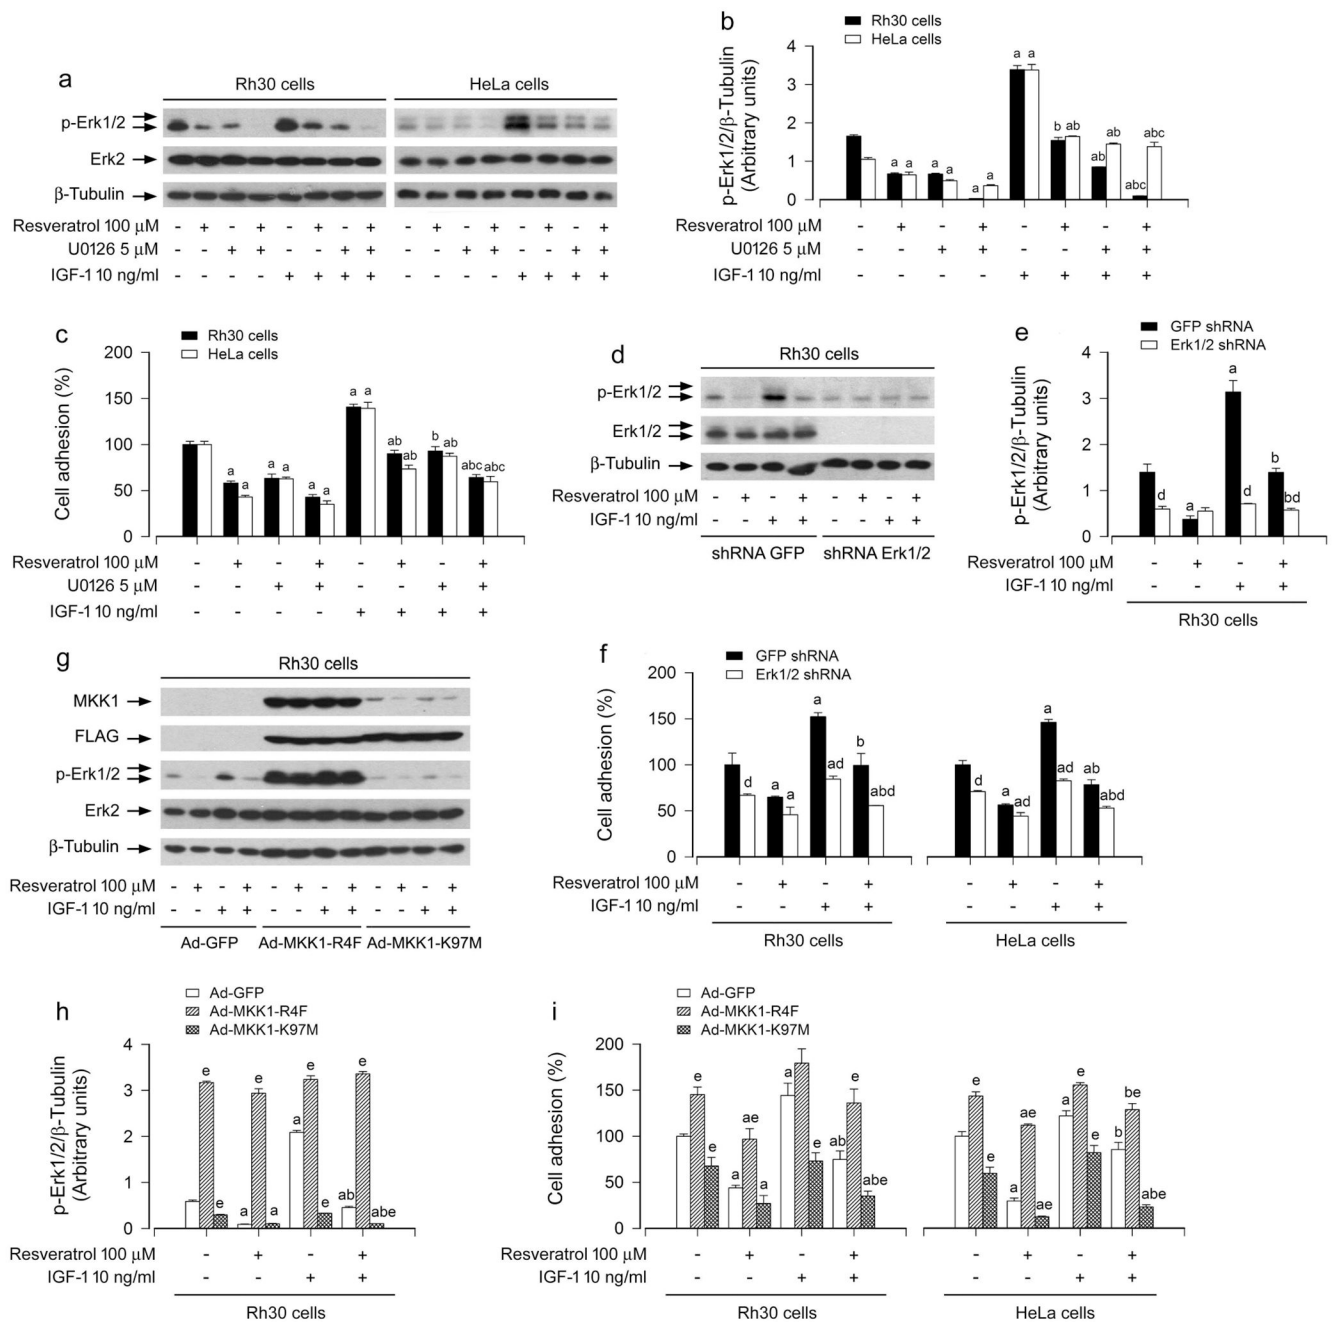 a
Rh30 cells
HeLa cells
p-Erk1/2
Erk2
β-Tubulin
Resveratrol 100 μM - + - + - + - + - + - + - + - +
U0126 5 μM - - + + - - + + - - + + - - + +
IGF-1 10 ng/ml - - - - + + + + - - - - + + + +
b
Rh30 cells
HeLa cells
p-Erk1/2/β-Tubulin
(Arbitrary units)
4
3
2
1
0
a a
a a a a a a b ab ab ab abc abc
Resveratrol 100 μM - + - + - + - +
U0126 5 μM - - + + - - + +
IGF-1 10 ng/ml - - - - + + + +
c
Rh30 cells
HeLa cells
Cell adhesion (%)
200
150
100
50
0
a a
a a a a a a ab ab b ab abc abc
Resveratrol 100 μM - + - + - + - +
U0126 5 μM - - + + - - + +
IGF-1 10 ng/ml - - - - + + + +
d
Rh30 cells
p-Erk1/2
Erk1/2
β-Tubulin
Resveratrol 100 μM - + - + - + - +
IGF-1 10 ng/ml - - + + - - + +
shRNA GFP shRNA Erk1/2
e
GFP shRNA
Erk1/2 shRNA
p-Erk1/2/β-Tubulin
(Arbitrary units)
4
3
2
1
0
d a a d b bd
Resveratrol 100 μM - + - +
IGF-1 10 ng/ml - - + +
Rh30 cells
g
Rh30 cells
MKK1
FLAG
p-Erk1/2
Erk2
β-Tubulin
Resveratrol 100 μM - + - + - + - + - + - +
IGF-1 10 ng/ml - - + + - - + + - - + +
Ad-GFP Ad-MKK1-R4F Ad-MKK1-K97M
f
GFP shRNA
Erk1/2 shRNA
Cell adhesion (%)
200
150
100
50
0
d a a a ad b abd
d a ad a ad ab abd
Resveratrol 100 μM - + - + - + - +
IGF-1 10 ng/ml - - + + - - + +
Rh30 cells HeLa cells
h
Ad-GFP
Ad-MKK1-R4F
Ad-MKK1-K97M
p-Erk1/2/β-Tubulin
(Arbitrary units)
4
3
2
1
0
e e a e e e
a a e ab abe
Resveratrol 100 μM - + - +
IGF-1 10 ng/ml - - + +
Rh30 cells
i
Ad-GFP
Ad-MKK1-R4F
Ad-MKK1-K97M
Cell adhesion (%)
200
150
100
50
0
e e a ae a e e ab e abe
e e a ae ae a e e b be abe
Resveratrol 100 μM - + - + - + - +
IGF-1 10 ng/ml - - + + - - + +
Rh30 cells HeLa cells